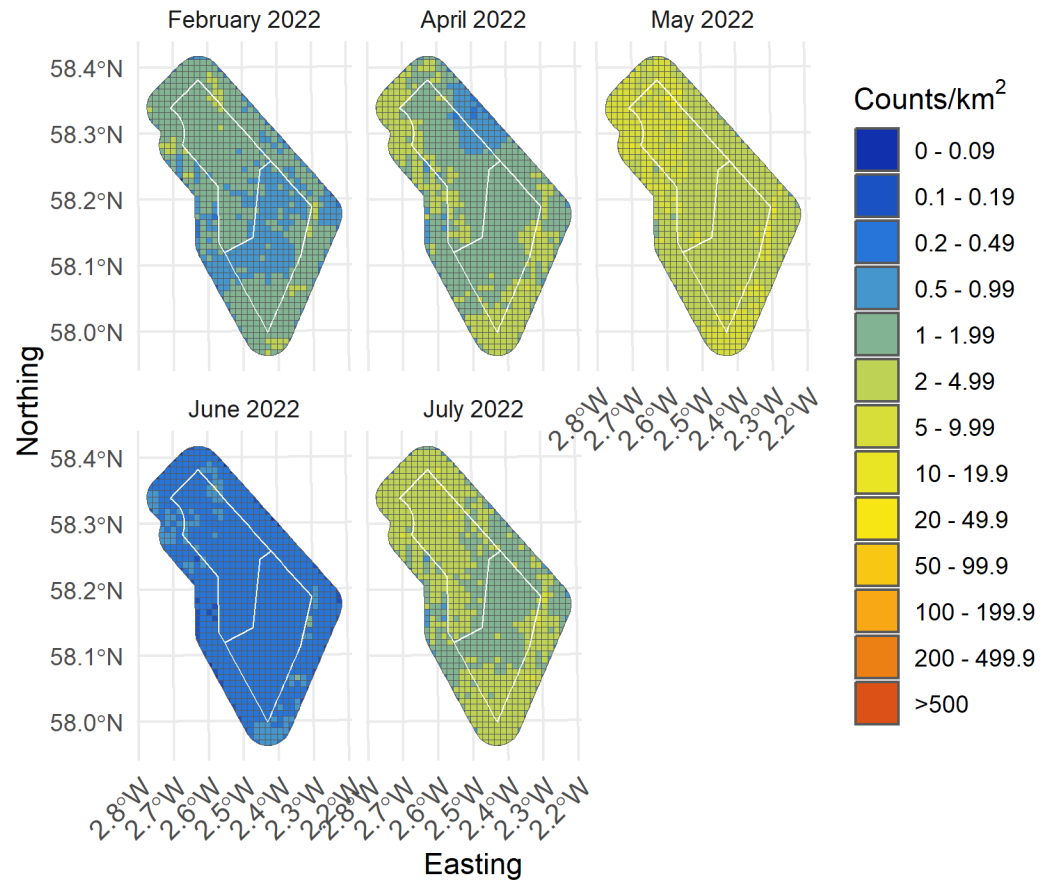 February 2022
April 2022
May 2022
58.4°N
58.3°N
58.2°N
58.1°N
58.0°N
2.8°W
2.7°W
2.6°W
2.5°W
2.4°W
2.3°W
2.2°W
June 2022
July 2022
58.4°N
58.3°N
58.2°N
58.1°N
58.0°N
2.8°W
2.7°W
2.6°W
2.5°W
2.4°W
2.3°W
2.2°W
2.8°W
2.7°W
2.6°W
2.5°W
2.4°W
2.3°W
2.2°W
Northing
Easting
Counts/km²
0 - 0.09
0.1 - 0.19
0.2 - 0.49
0.5 - 0.99
1 - 1.99
2 - 4.99
5 - 9.99
10 - 19.9
20 - 49.9
50 - 99.9
100 - 199.9
200 - 499.9
>500